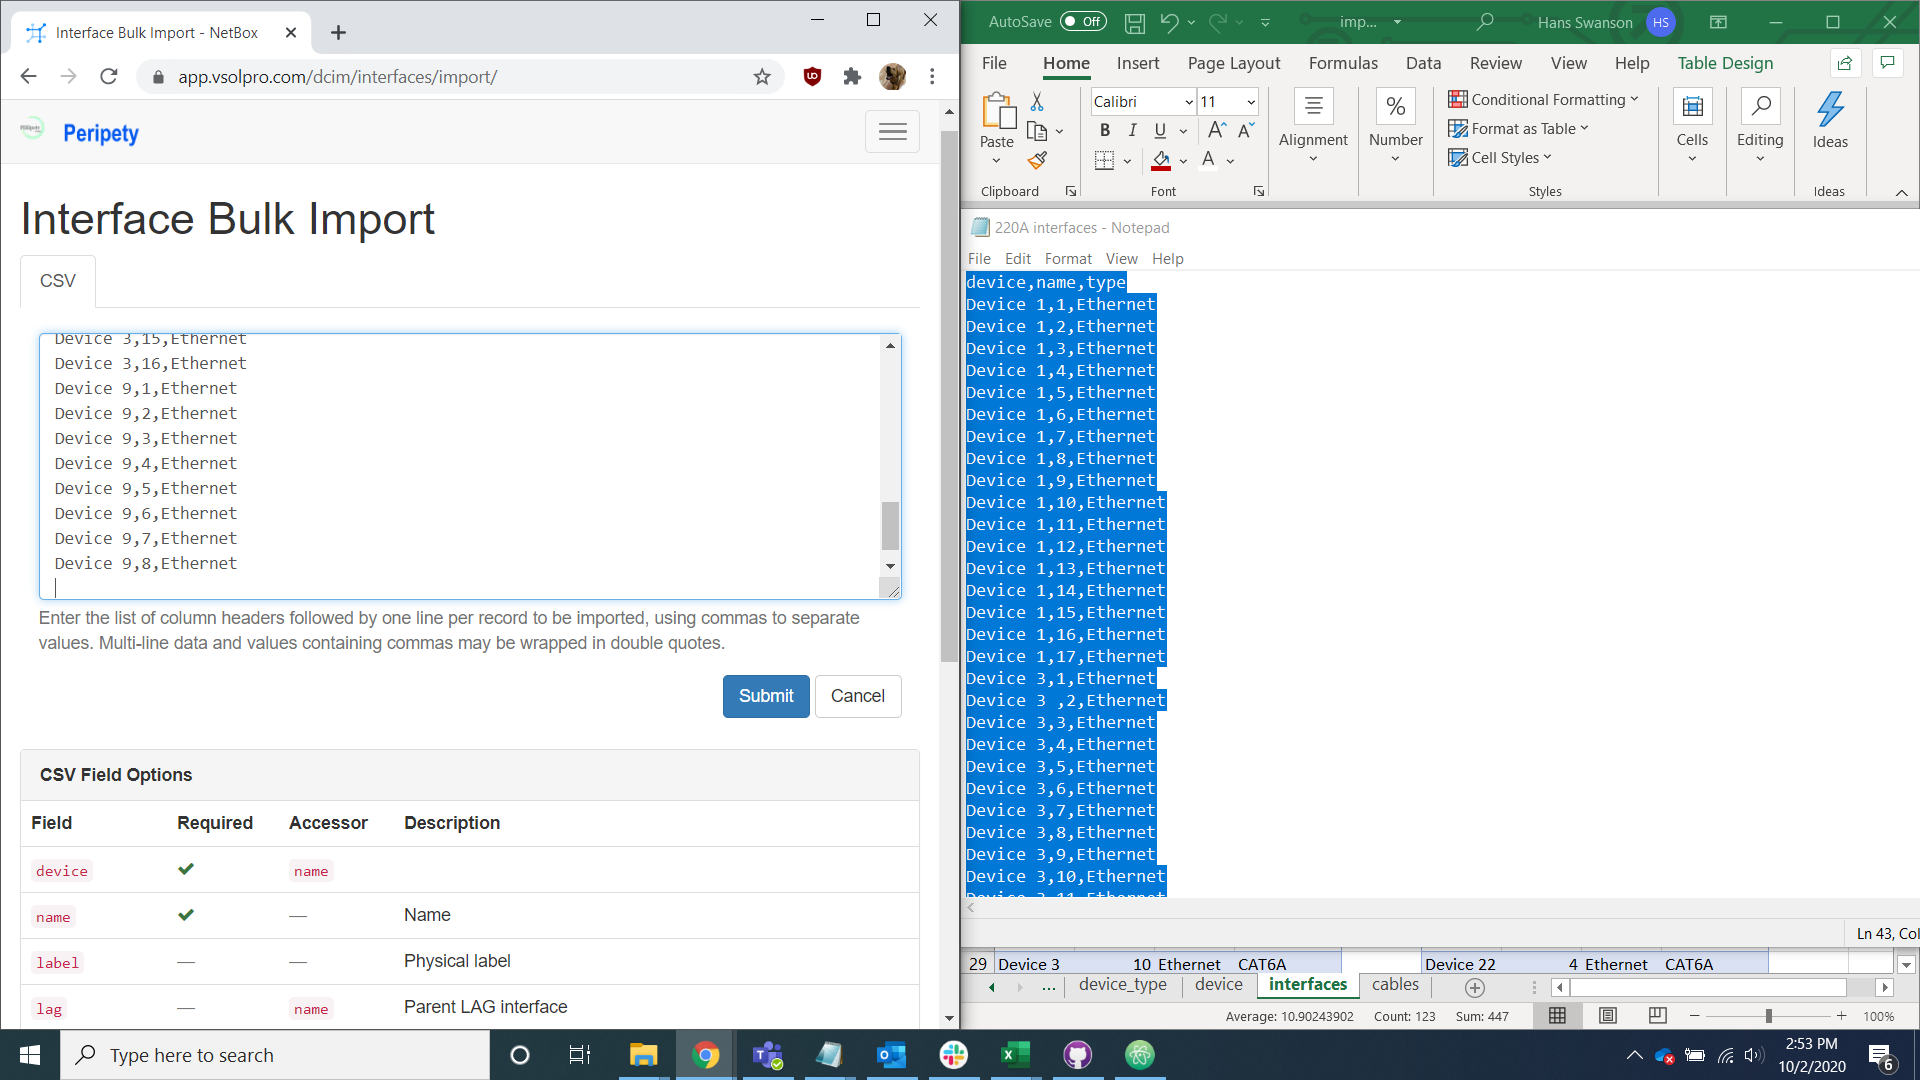 Interface Bulk Import - NetBox
app.vsolpro.com/dcim/interfaces/import/
Peripety
Interface Bulk Import
CSV
Device 3,15,Ethernet
Device 3,16,Ethernet
Device 9,1,Ethernet
Device 9,2,Ethernet
Device 9,3,Ethernet
Device 9,4,Ethernet
Device 9,5,Ethernet
Device 9,6,Ethernet
Device 9,7,Ethernet
Device 9,8,Ethernet
Enter the list of column headers followed by one line per record to be imported, using commas to separate
values. Multi-line data and values containing commas may be wrapped in double quotes.
Submit Cancel
CSV Field Options
Field Required Accessor Description
device name
name — Name
label — — Physical label
lag — name Parent LAG interface
AutoSave Off imp... Hans Swanson HS
File Home Insert Page Layout Formulas Data Review View Help Table Design
Paste
Clipboard
Calibri 11
B I U A A
A
Font
Alignment
%
Number
Conditional Formatting
Format as Table
Cell Styles
Styles
Cells
Editing
Ideas
Ideas
220A interfaces - Notepad
File Edit Format View Help
device,name,type
Device 1,1,Ethernet
Device 1,2,Ethernet
Device 1,3,Ethernet
Device 1,4,Ethernet
Device 1,5,Ethernet
Device 1,6,Ethernet
Device 1,7,Ethernet
Device 1,8,Ethernet
Device 1,9,Ethernet
Device 1,10,Ethernet
Device 1,11,Ethernet
Device 1,12,Ethernet
Device 1,13,Ethernet
Device 1,14,Ethernet
Device 1,15,Ethernet
Device 1,16,Ethernet
Device 1,17,Ethernet
Device 3,1,Ethernet
Device 3 ,2,Ethernet
Device 3,3,Ethernet
Device 3,4,Ethernet
Device 3,5,Ethernet
Device 3,6,Ethernet
Device 3,7,Ethernet
Device 3,8,Ethernet
Device 3,9,Ethernet
Device 3,10,Ethernet
Device 3,11,Ethernet
Ln 43, Col
29 Device 3 10 Ethernet CAT6A Device 22 4 Ethernet CAT6A
... device_type device interfaces cables
Average: 10.90243902 Count: 123 Sum: 447 100%
Type here to search
2:53 PM
10/2/2020
6